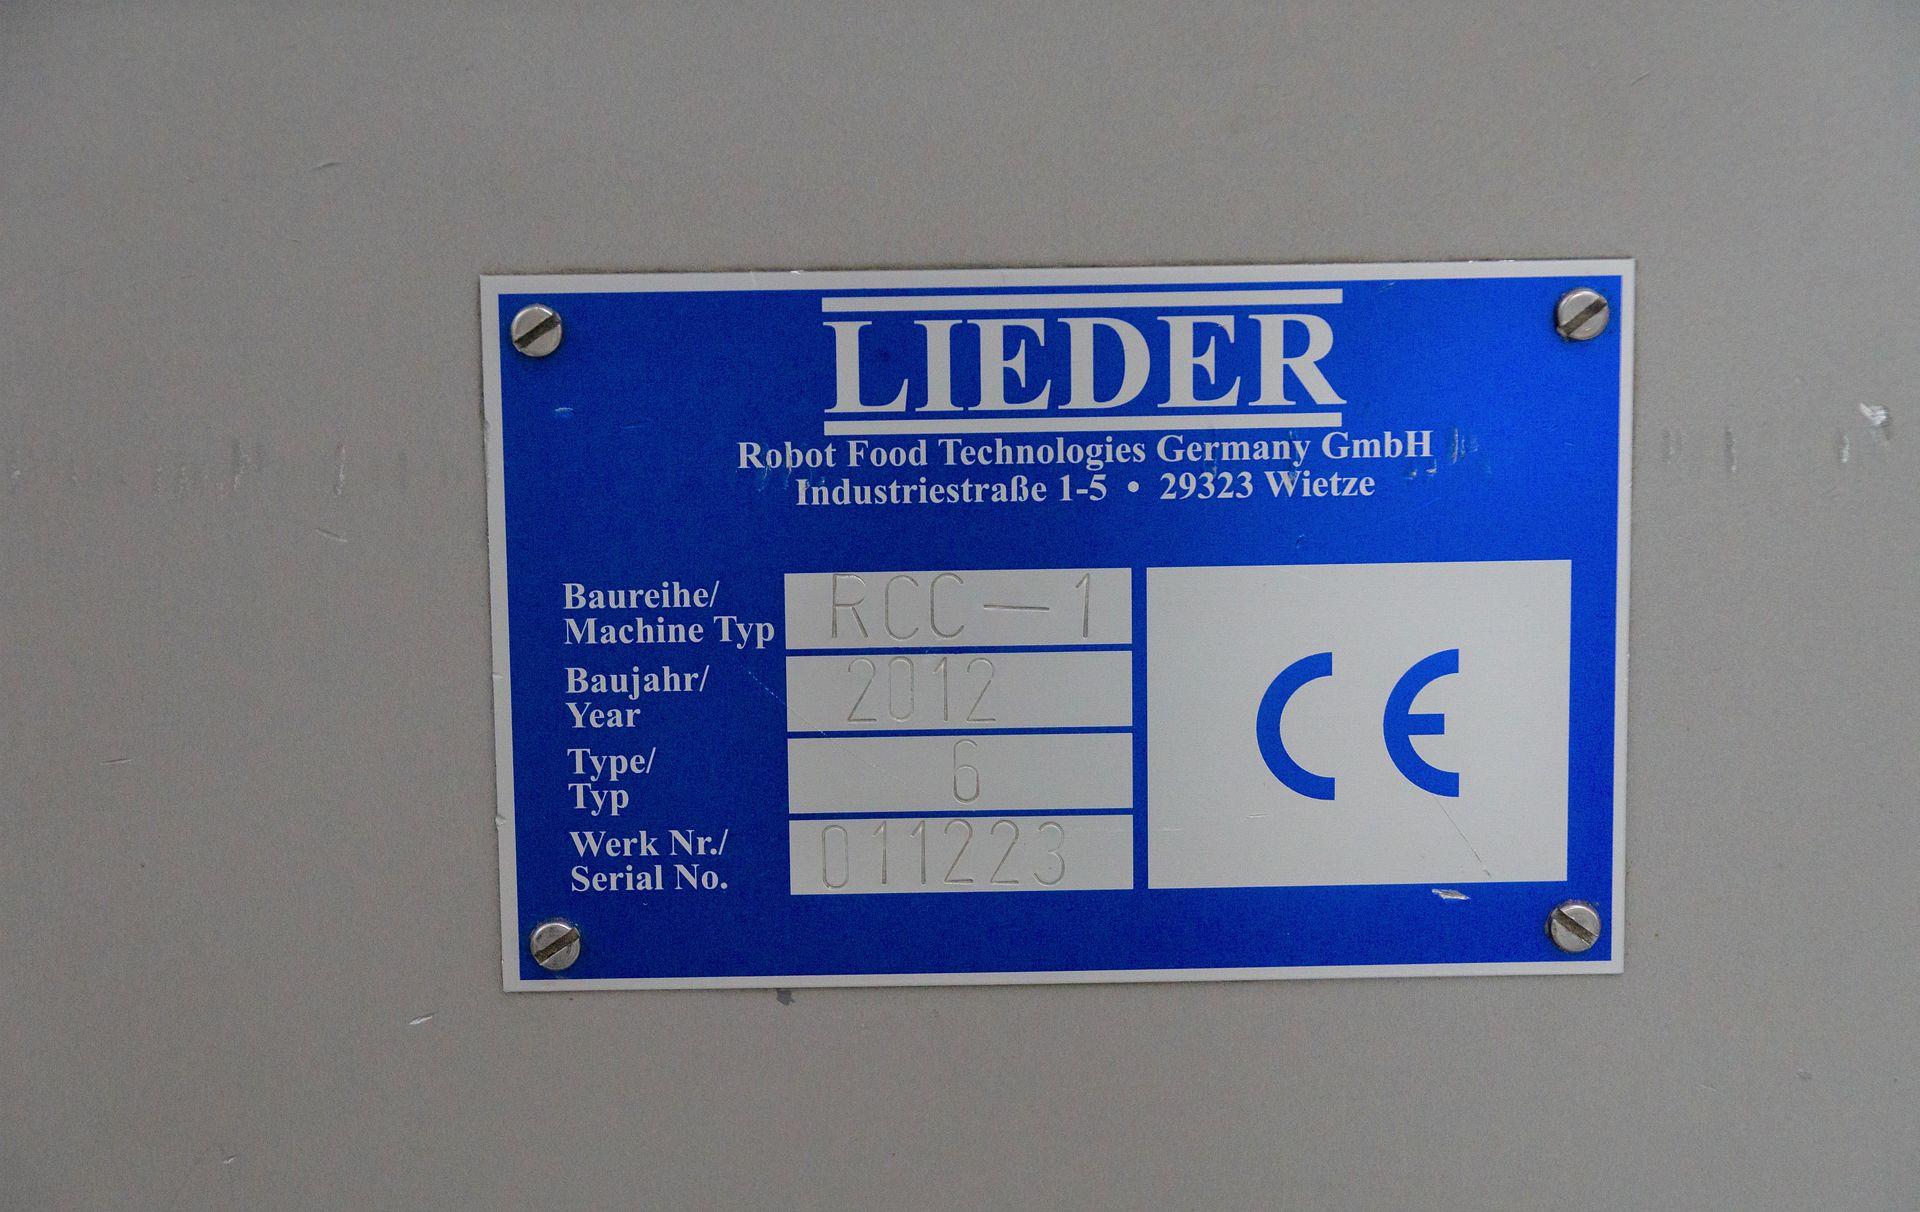 LIEDER
Robot Food Technologies Germany GmbH
Industriestraße 1-5 • 29323 Wietze
Baureihe/
Machine Typ
RCC — 1
Baujahr/
Year
2012
Type/
Typ
6
Werk Nr./
Serial No.
011223
CE